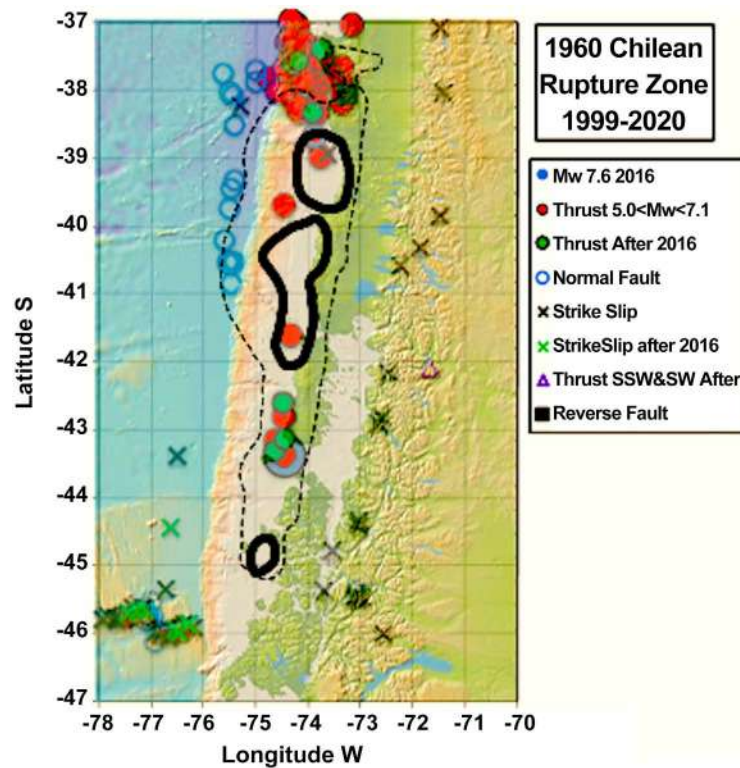 1960 Chilean
Rupture Zone
1999-2020
Mw 7.6 2016
Thrust 5.0<Mw<7.1
Thrust After 2016
Normal Fault
Strike Slip
StrikeSlip after 2016
Thrust SSW&SW After
Reverse Fault
Latitude S
-37
-38
-39
-40
-41
-42
-43
-44
-45
-46
-47
-78 -77 -76 -75 -74 -73 -72 -71 -70
Longitude W